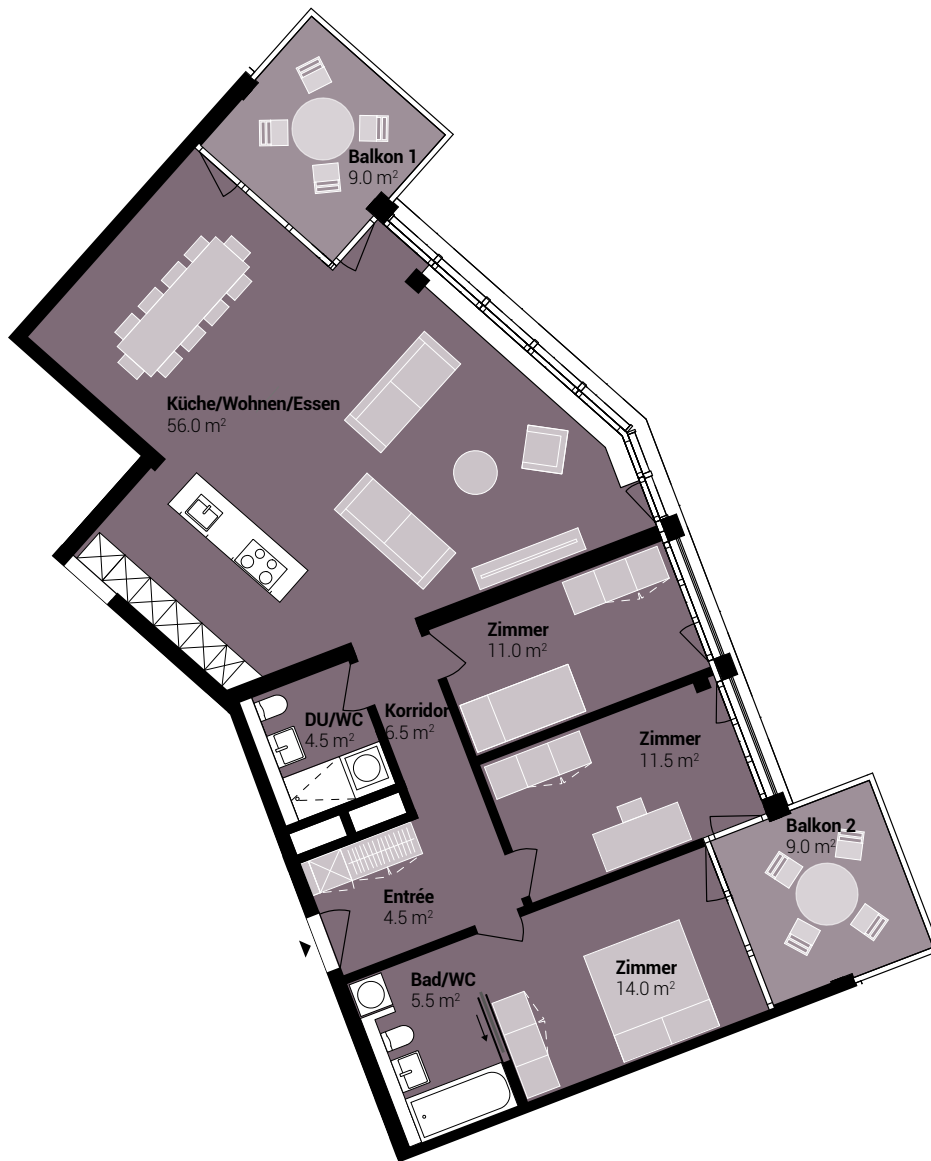 Balkon 1
9.0 m²
Küche/Wohnen/Essen
56.0 m²
Zimmer
11.0 m²
DU/WC
4.5 m²
Korridor
6.5 m²
Zimmer
11.5 m²
Balkon 2
9.0 m²
Entrée
4.5 m²
Bad/WC
5.5 m²
Zimmer
14.0 m²